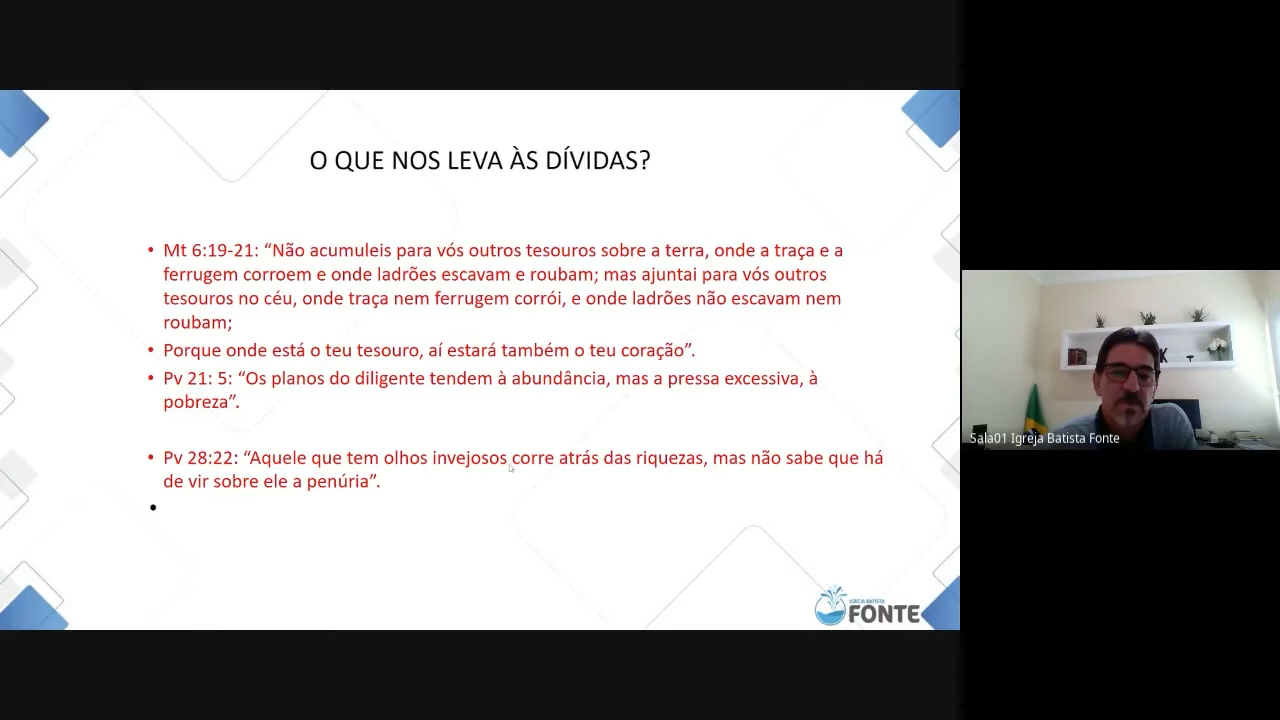 O QUE NOS LEVA ÀS DÍVIDAS?
• Mt 6:19-21: “Não acumuleis para vós outros tesouros sobre a terra, onde a traça e a
ferrugem corroem e onde ladrões escavam e roubam; mas ajuntai para vós outros
tesouros no céu, onde traça nem ferrugem corrói, e onde ladrões não escavam nem
roubam;
• Porque onde está o teu tesouro, aí estará também o teu coração”.
• Pv 21: 5: “Os planos do diligente tendem à abundância, mas a pressa excessiva, à
pobreza”.
• Pv 28:22: “Aquele que tem olhos invejosos corre atrás das riquezas, mas não sabe que há
de vir sobre ele a penúria”.
•
IGREJA BATISTA
FONTE
K
Sala01 Igreja Batista Fonte